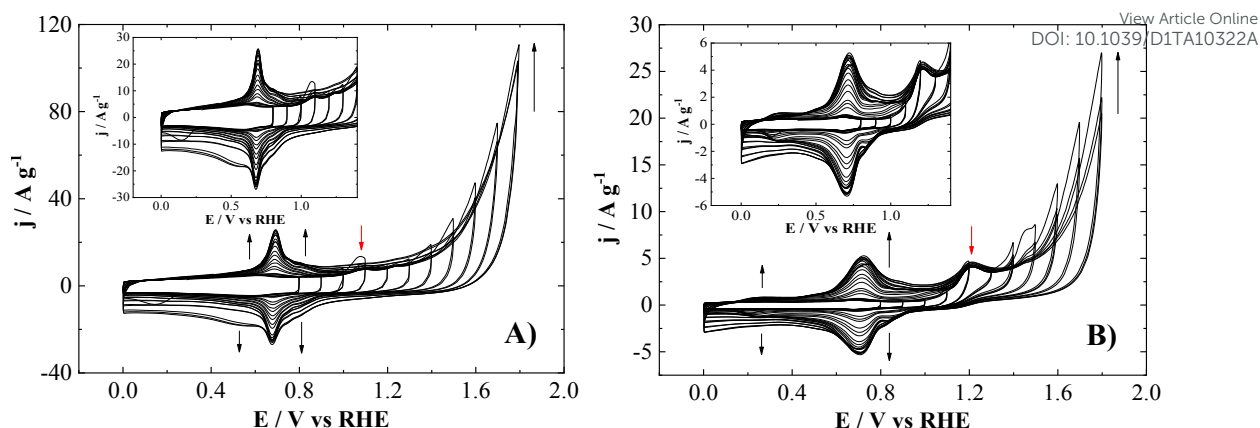 View Article Online
DOI: 10.1039/D1TA10322A
120
80
40
0
-40
j / A g-1
0.0 0.4 0.8 1.2 1.6 2.0
E / V vs RHE
A)
30
20
10
0
-10
-20
-30
j / A g-1
0.0 0.5 1.0
E / V vs RHE
30
25
20
15
10
5
0
-5
j / A g-1
0.0 0.4 0.8 1.2 1.6 2.0
E / V vs RHE
B)
6
4
2
0
-2
-4
-6
j / A g-1
0.0 0.5 1.0
E / V vs RHE